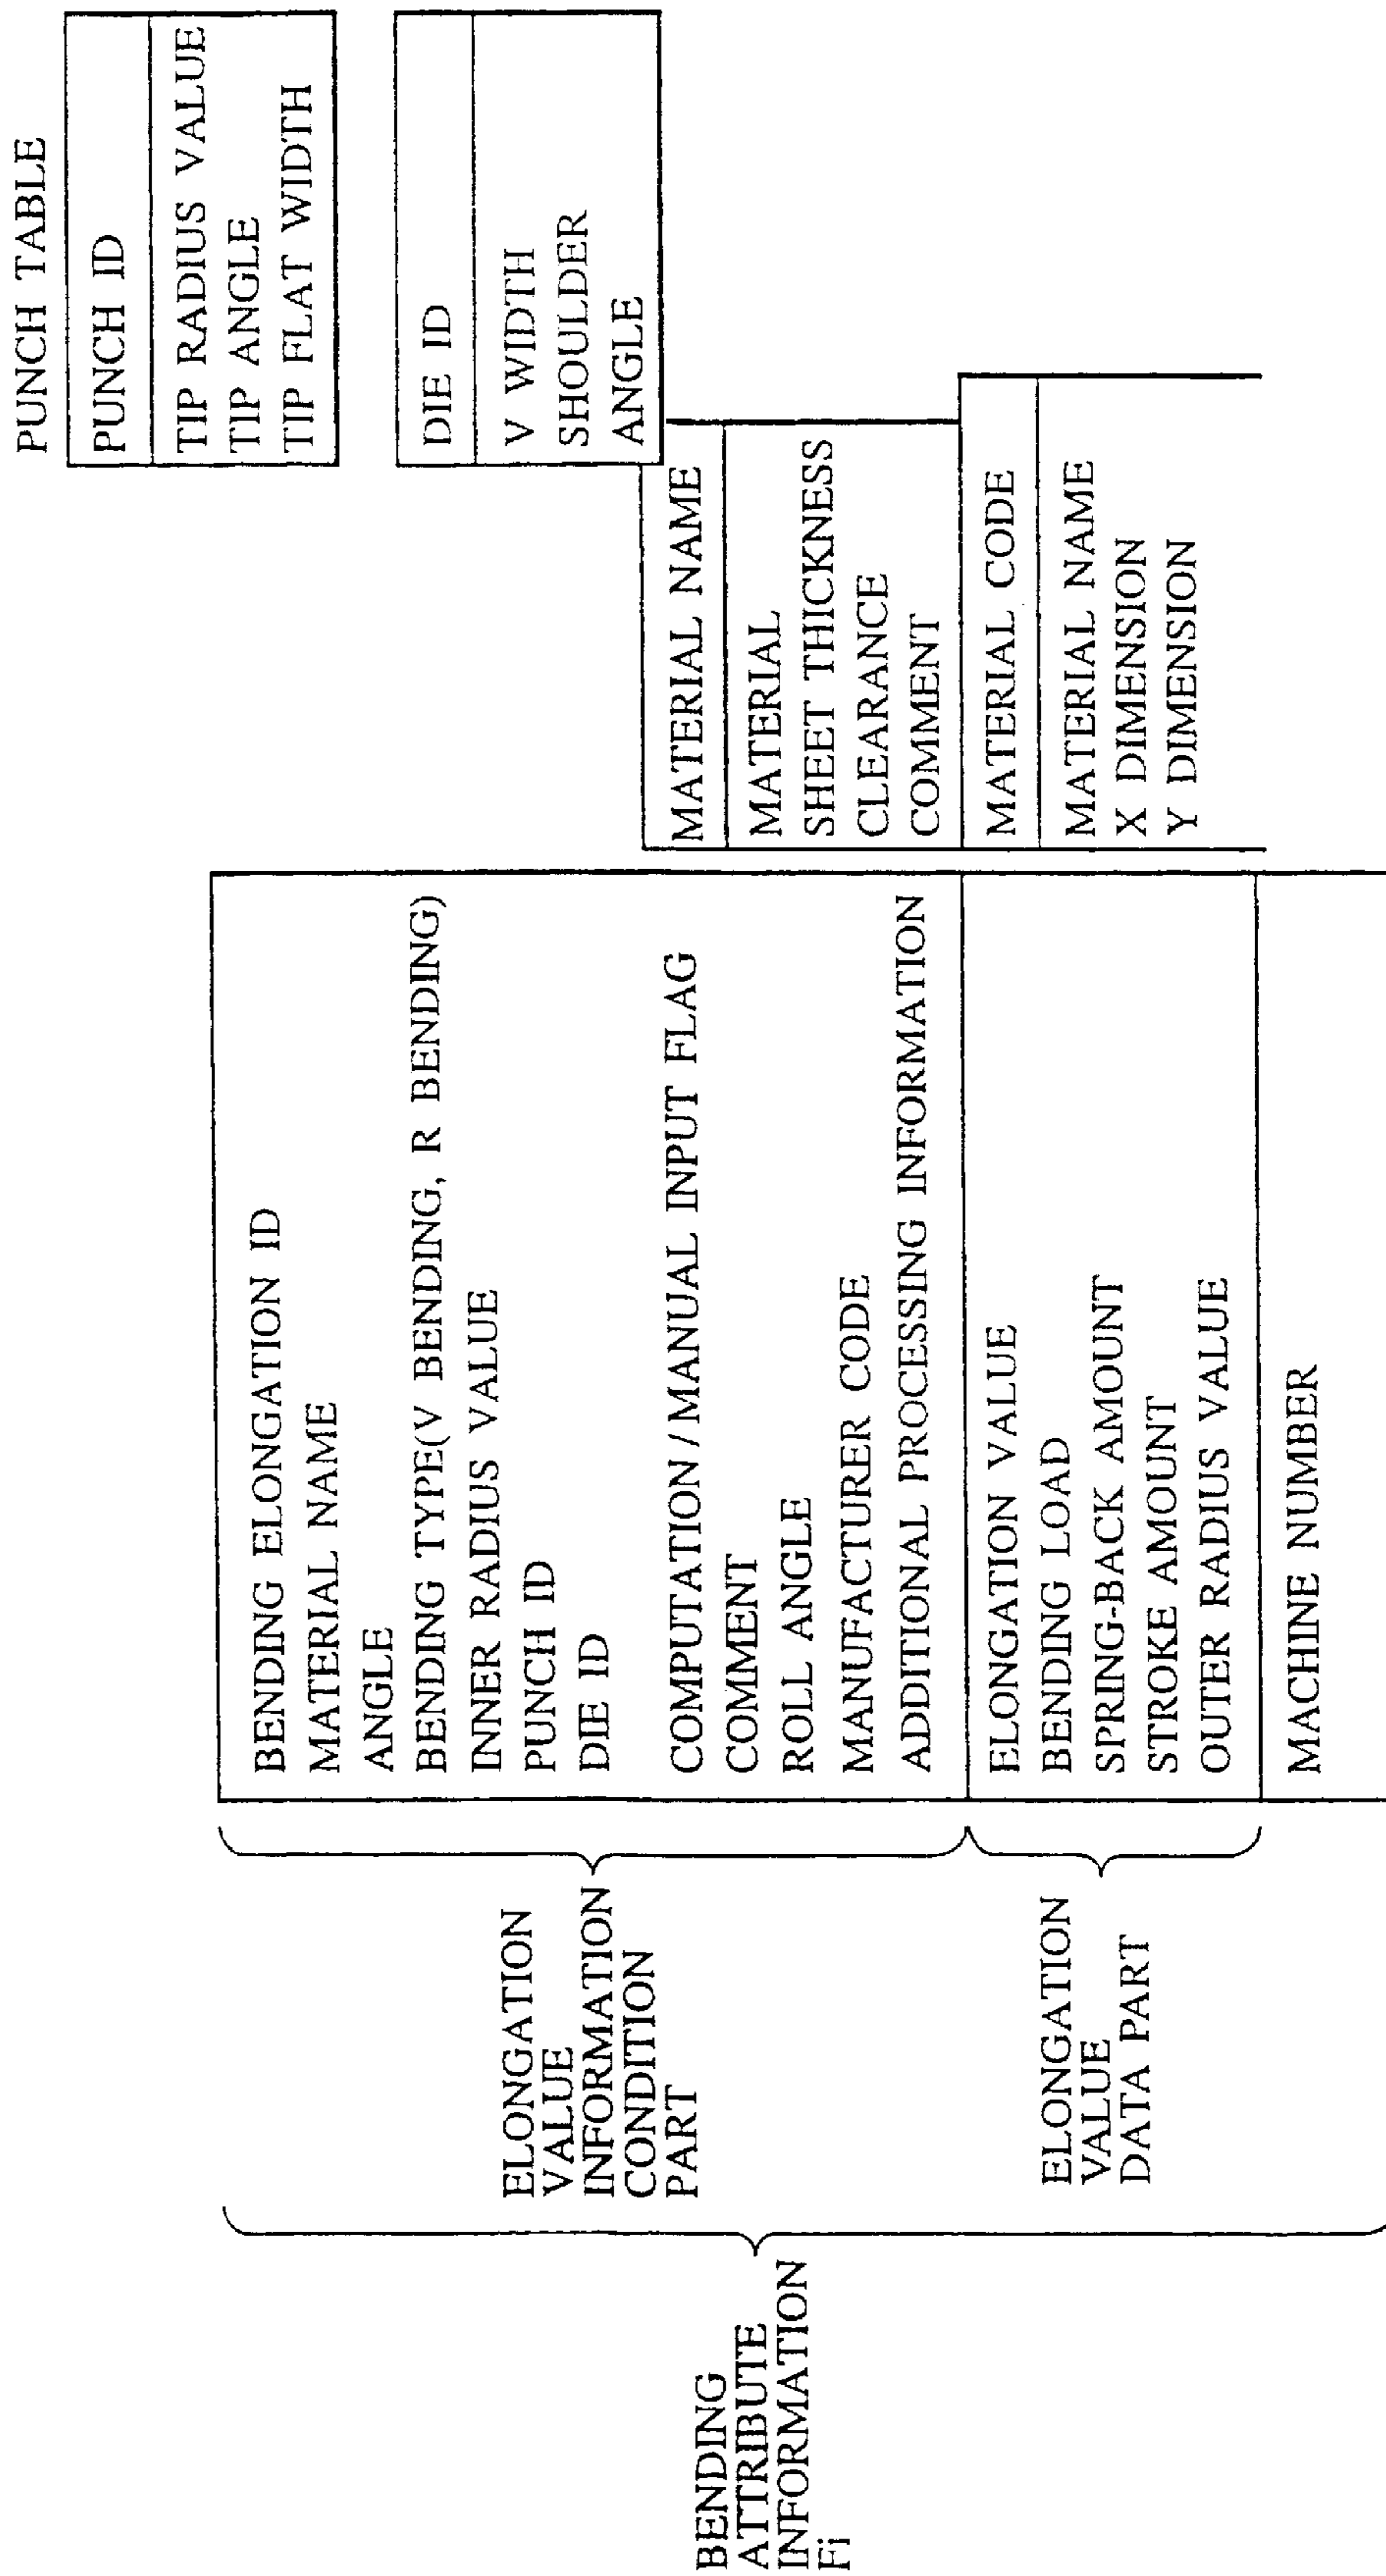 BENDING
ATTRIBUTE
INFORMATION
Fi
ELONGATION
VALUE
INFORMATION
CONDITION
PART
ELONGATION
VALUE
DATA PART
BENDING ELONGATION ID
MATERIAL NAME
ANGLE
BENDING TYPE(V BENDING, R BENDING)
INNER RADIUS VALUE
PUNCH ID
DIE ID
COMPUTATION / MANUAL INPUT FLAG
COMMENT
ROLL ANGLE
MANUFACTURER CODE
ADDITIONAL PROCESSING INFORMATION
ELONGATION VALUE
BENDING LOAD
SPRING-BACK AMOUNT
STROKE AMOUNT
OUTER RADIUS VALUE
MACHINE NUMBER
PUNCH TABLE
PUNCH ID
TIP RADIUS VALUE
TIP ANGLE
TIP FLAT WIDTH
DIE ID
V WIDTH
SHOULDER
ANGLE
MATERIAL NAME
MATERIAL
SHEET THICKNESS
CLEARANCE
COMMENT
MATERIAL CODE
MATERIAL NAME
X DIMENSION
Y DIMENSION